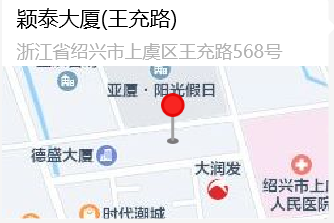 颖泰大厦(王充路)
浙江省绍兴市上虞区王充路568号
亚厦·阳光假日
德盛大厦
大润发
绍兴市上
人民医院
时代潮城